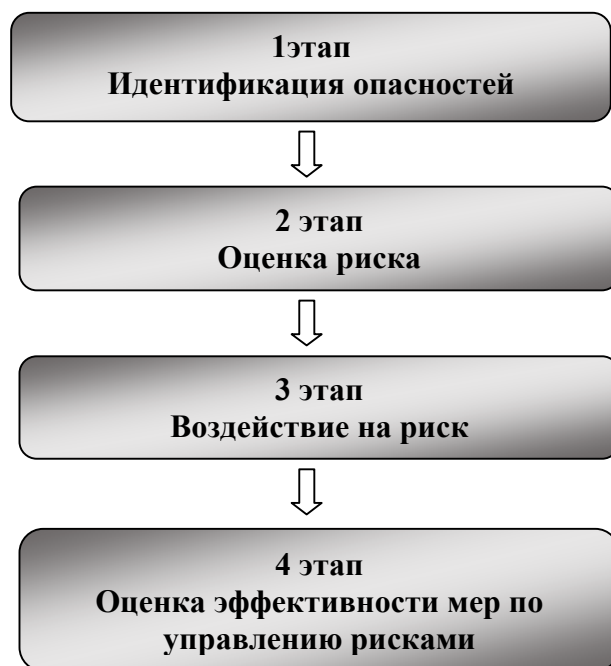 1этап
Идентификация опасностей
2 этап
Оценка риска
3 этап
Воздействие на риск
4 этап
Оценка эффективности мер по
управлению рисками